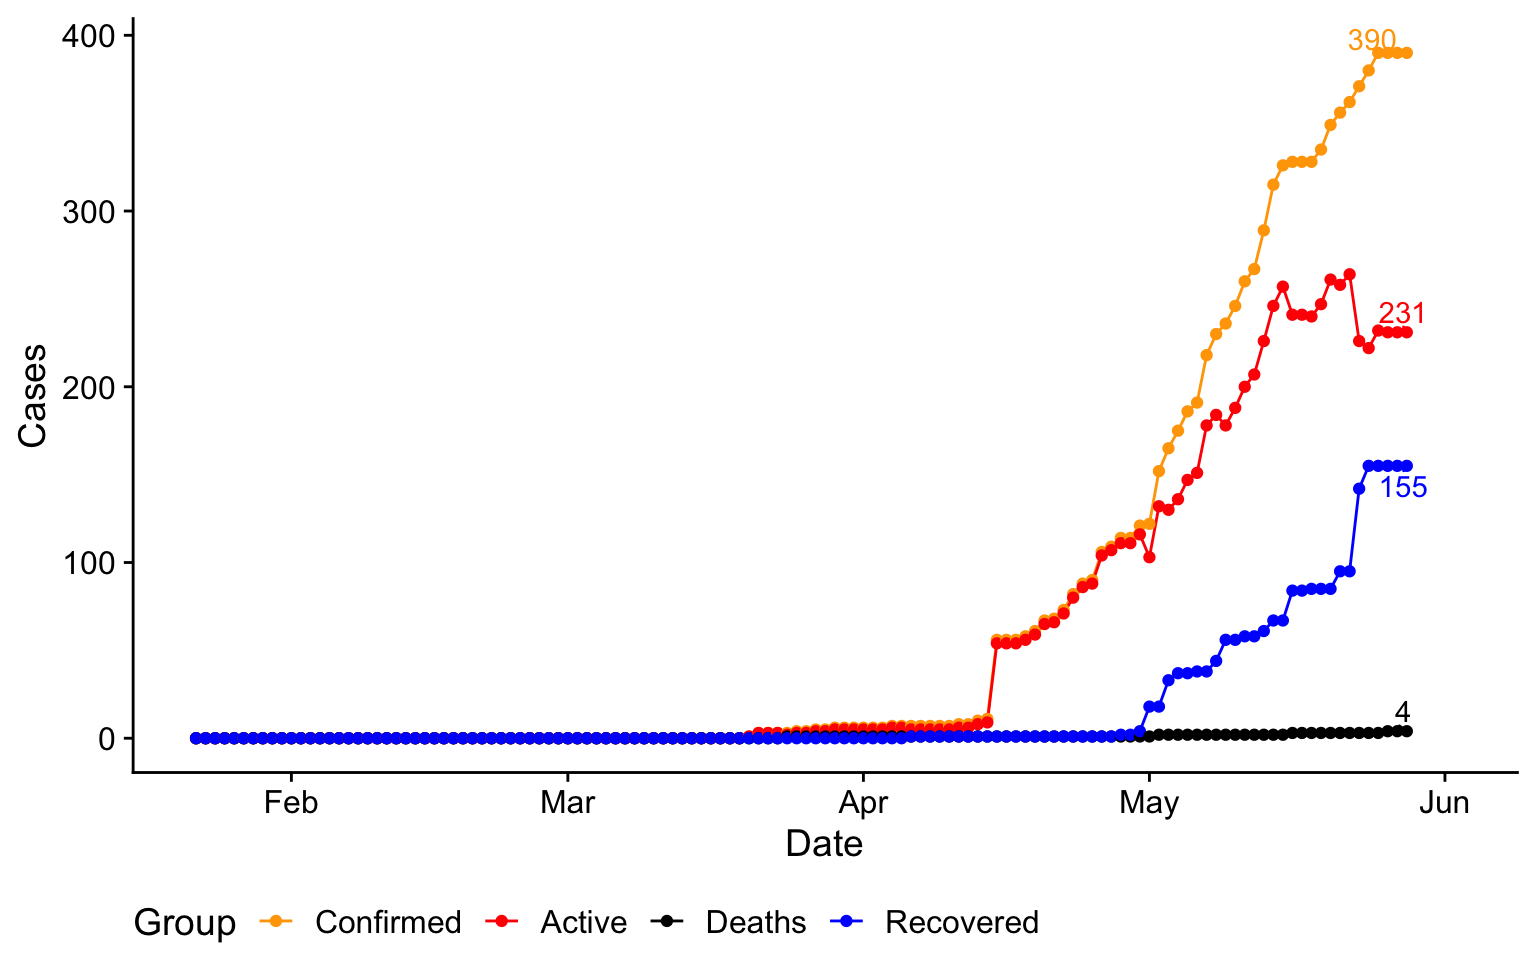 400
300
200
100
0
Cases
390
231
155
4
Feb Mar Apr May Jun
Date
Group Confirmed Active Deaths Recovered